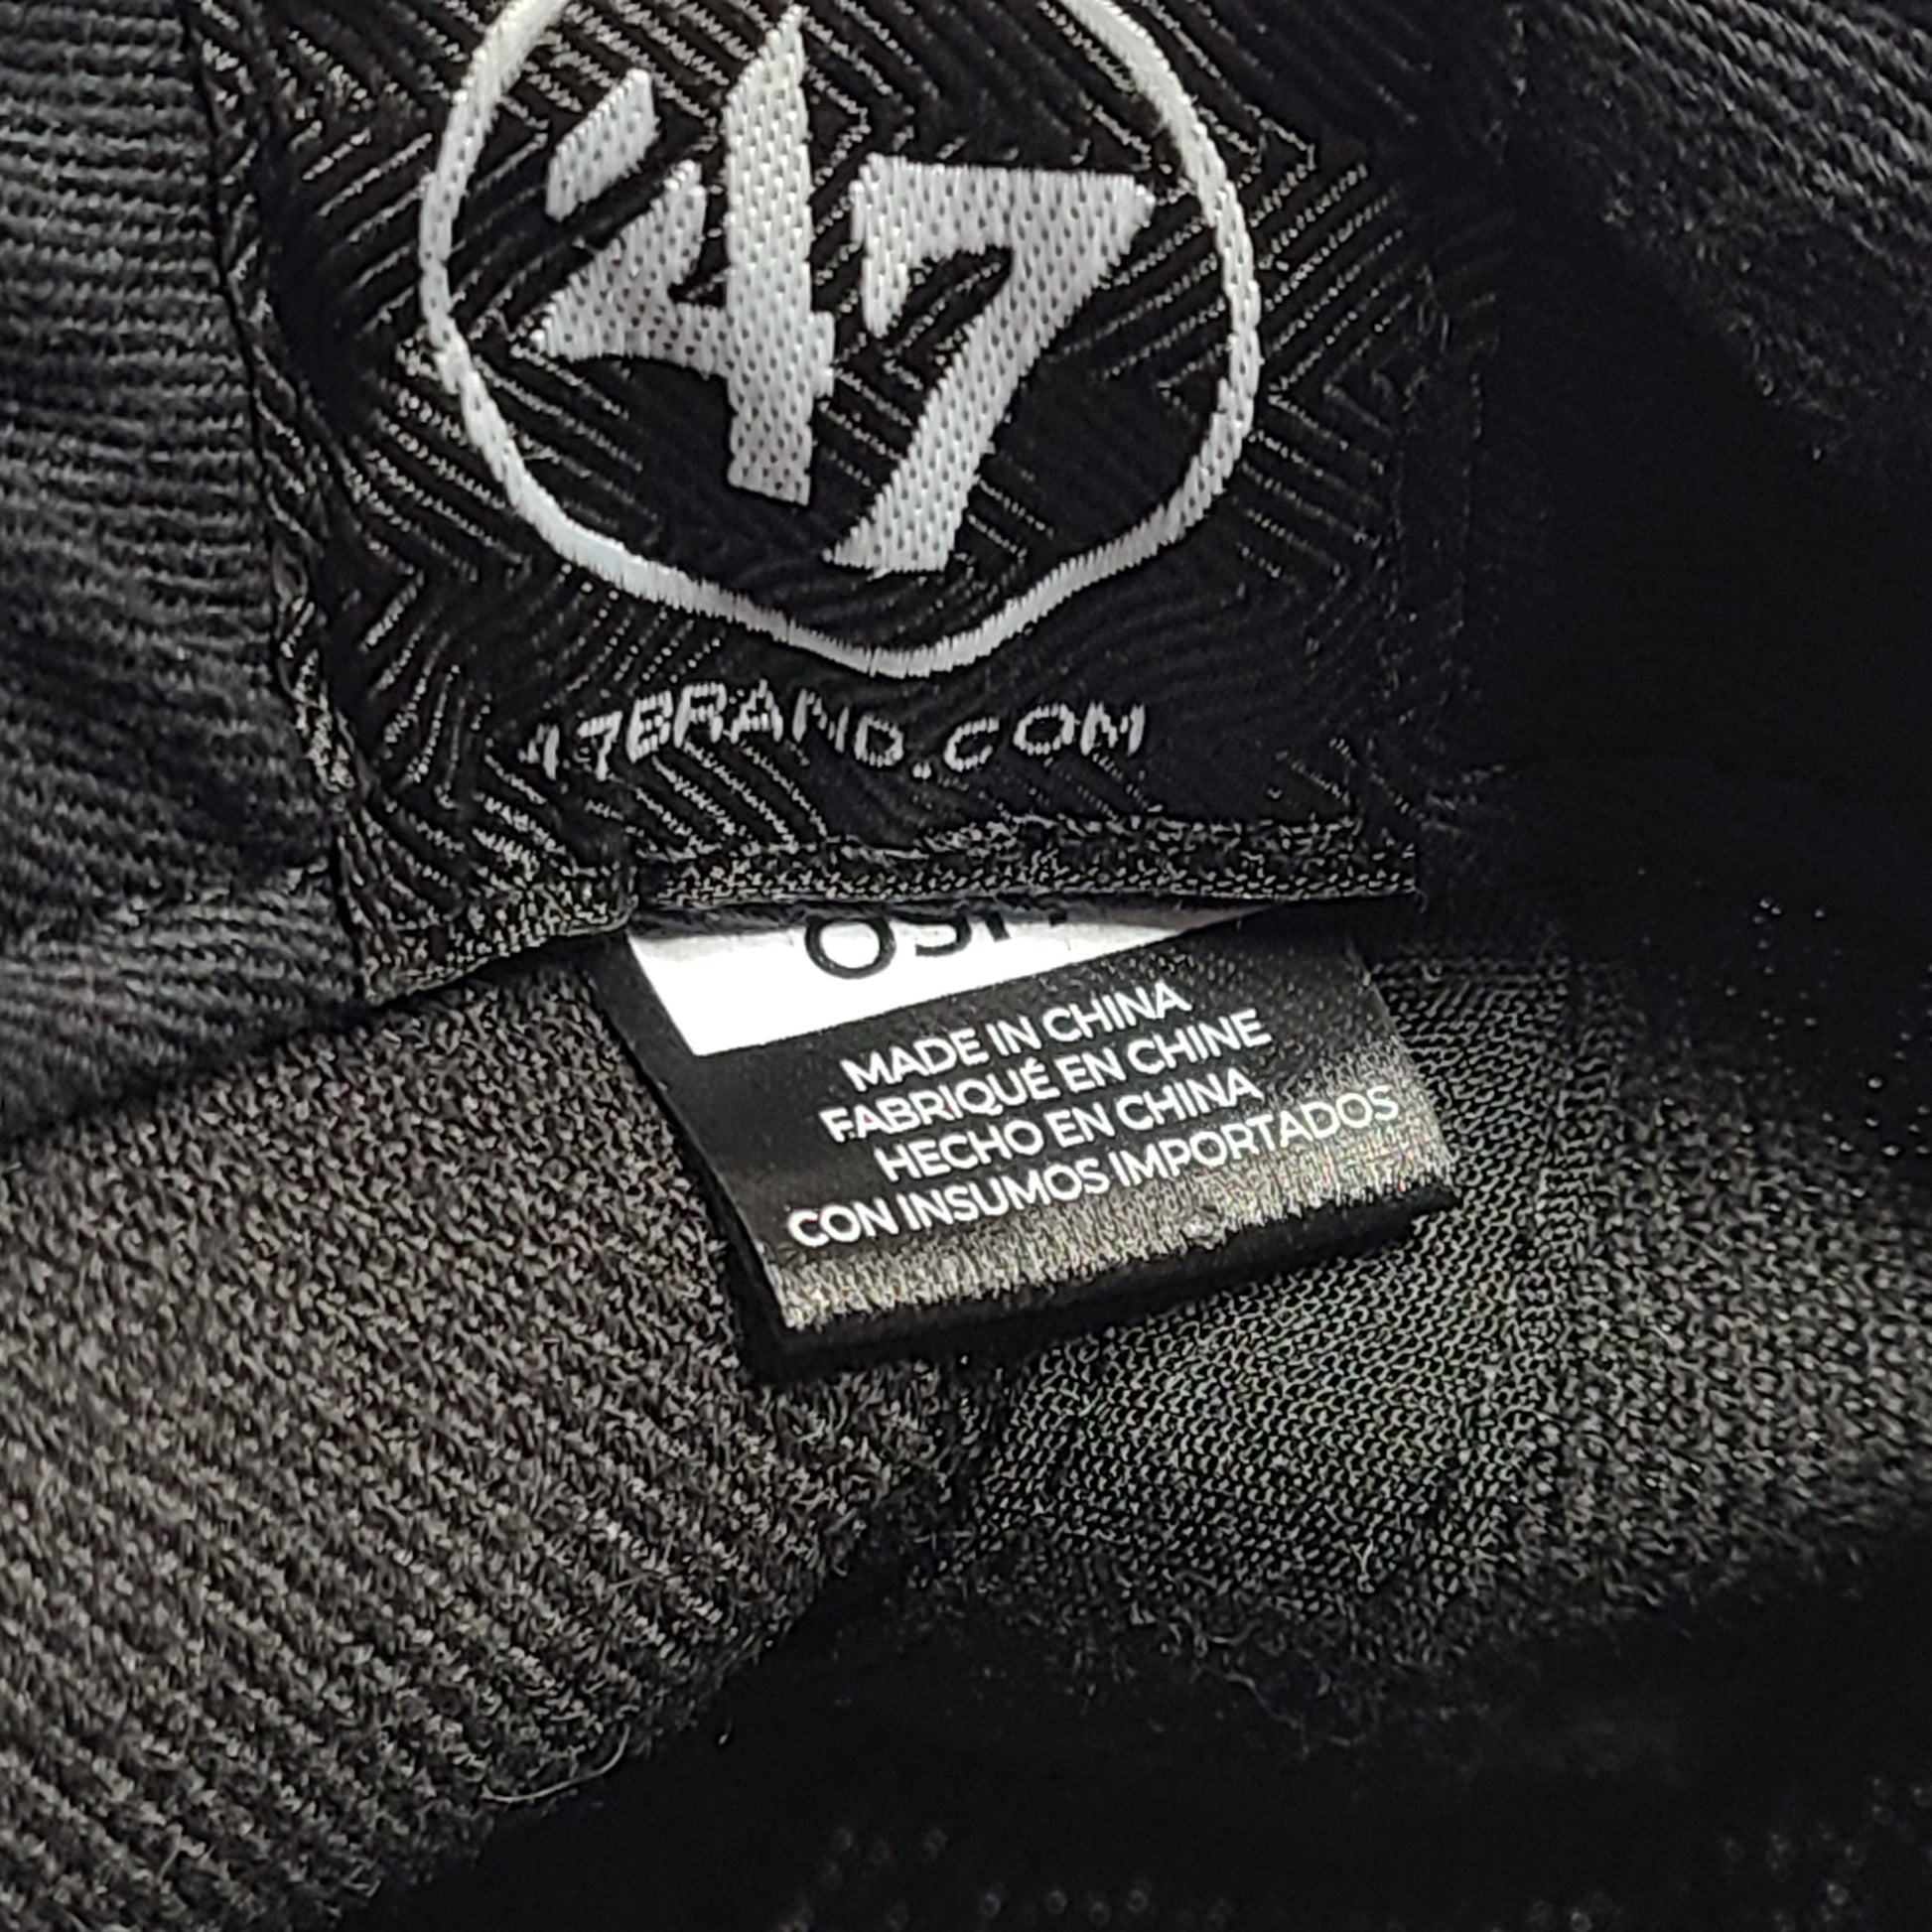 '47
47BRAND.COM
MADE IN CHINA
FABRIQUÉ EN CHINE
HECHO EN CHINA
CON INSUMOS IMPORTADOS